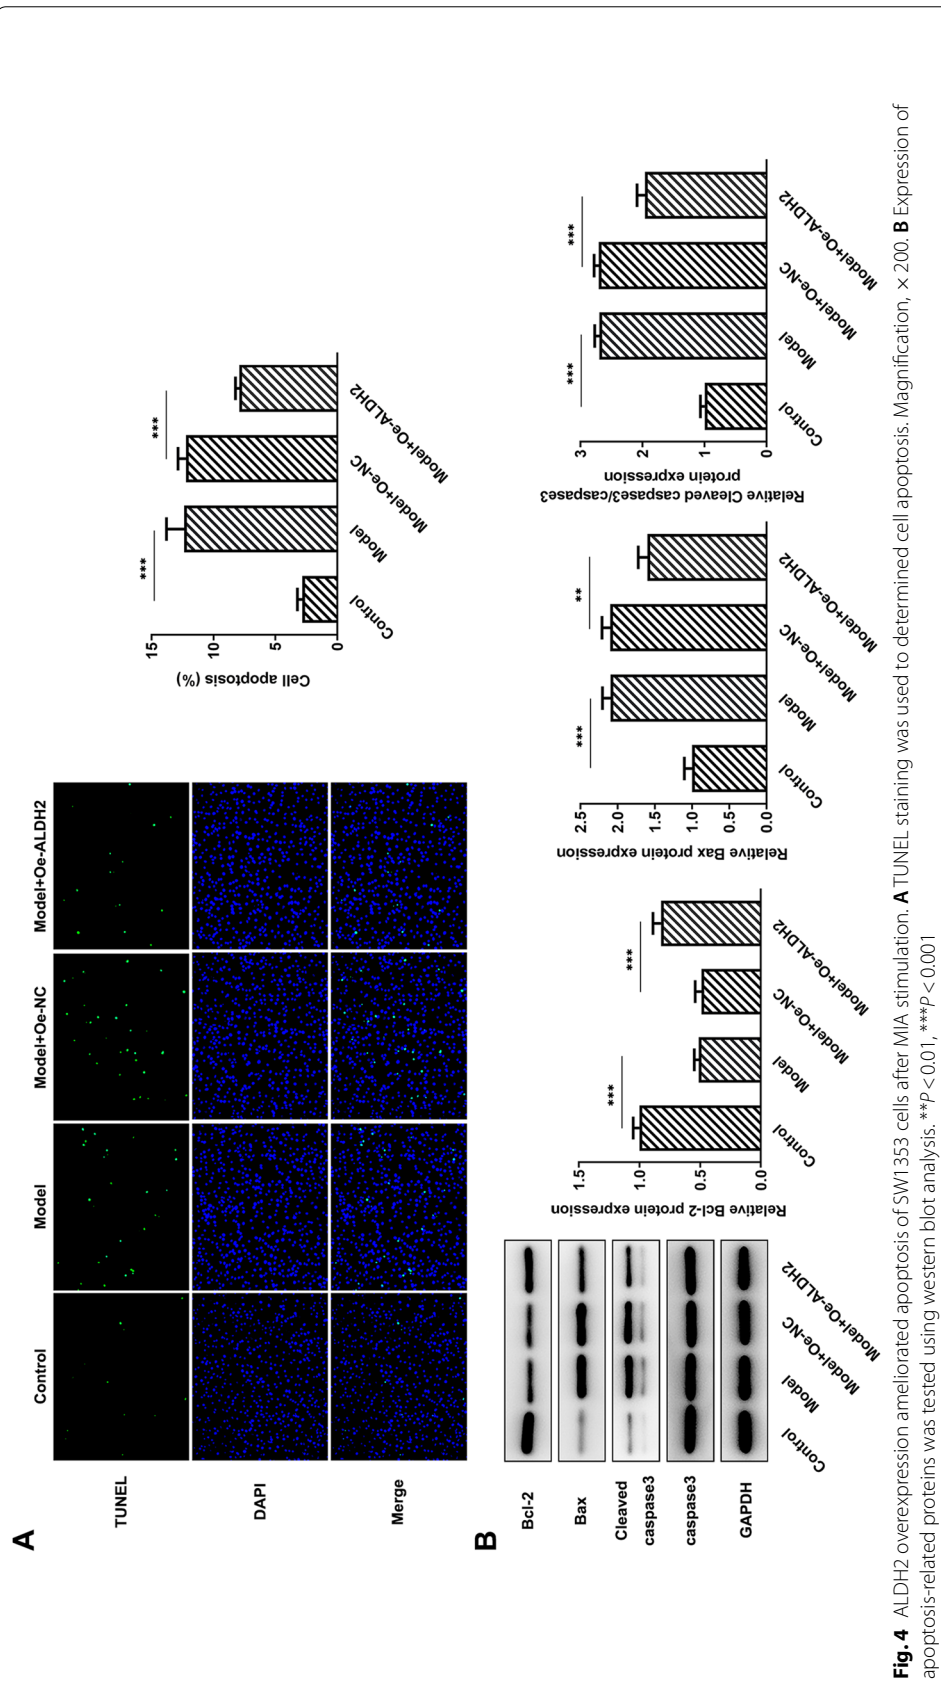 A
Control
Model
Model+Oe-NC
Model+Oe-ALDH2
TUNEL
DAPI
Merge
Cell apoptosis (%)
15
10
5
0
***
***
Control
Model
Model+Oe-NC
Model+Oe-ALDH2
B
Bcl-2
Bax
Cleaved
caspase3
caspase3
GAPDH
Control
Model
Model+Oe-NC
Model+Oe-ALDH2
Relative Bcl-2 protein expression
1.5
1.0
0.5
0.0
***
***
Control
Model
Model+Oe-NC
Model+Oe-ALDH2
Relative Bax protein expression
2.5
2.0
1.5
1.0
0.5
0.0
***
**
Control
Model
Model+Oe-NC
Model+Oe-ALDH2
Relative Cleaved caspase3/caspase3
protein expression
3
2
1
0
***
***
Control
Model
Model+Oe-NC
Model+Oe-ALDH2
Fig. 4 ALDH2 overexpression ameliorated apoptosis of SW1353 cells after MIA stimulation. A TUNEL staining was used to determined cell apoptosis. Magnification, × 200. B Expression of
apoptosis-related proteins was tested using western blot analysis. **P < 0.01, ***P < 0.001